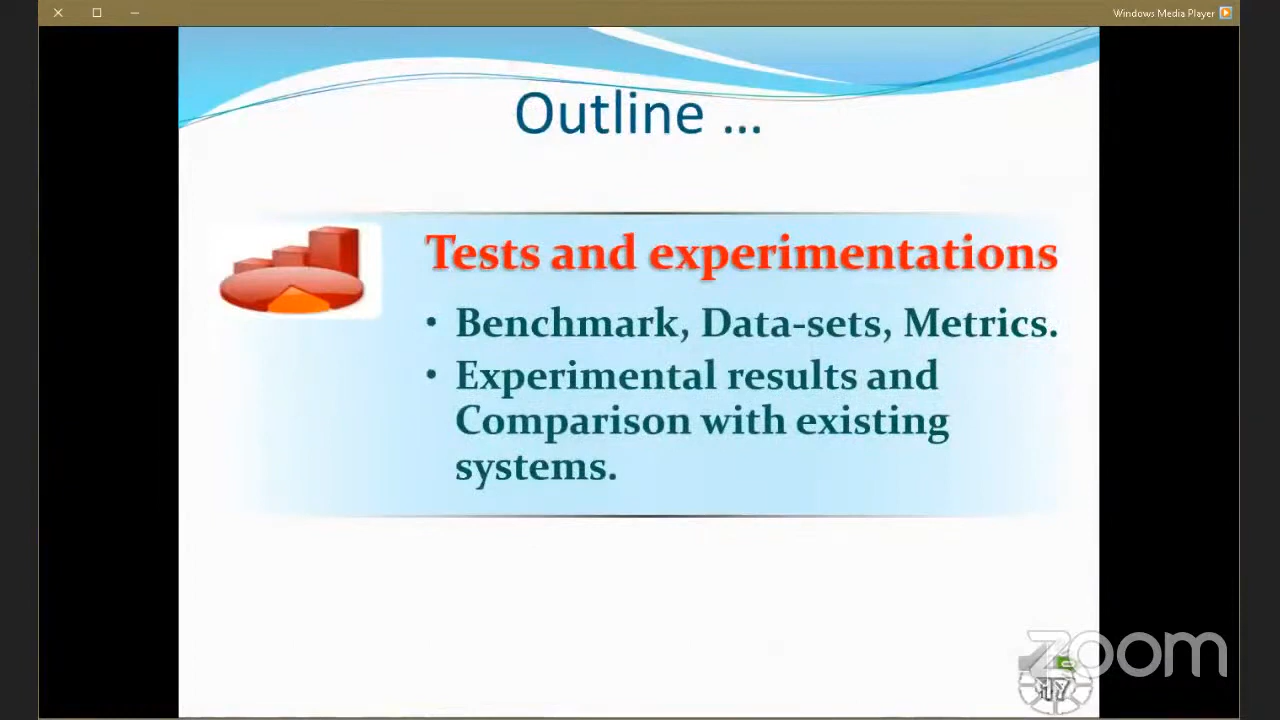 Windows Media Player
Outline ...
Tests and experimentations
• Benchmark, Data-sets, Metrics.
• Experimental results and
Comparison with existing
systems.
zoom
17